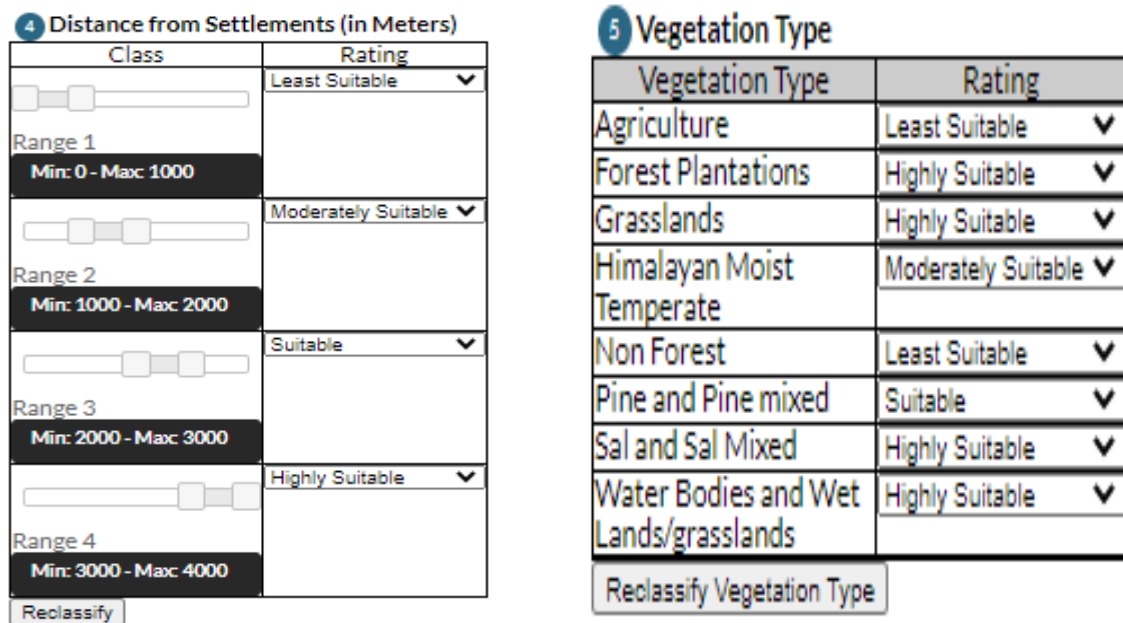 4 Distance from Settlements (in Meters)
Class Rating
Least Suitable
Range 1
Min: 0 - Max: 1000
Moderately Suitable
Range 2
Min: 1000 - Max: 2000
Suitable
Range 3
Min: 2000 - Max: 3000
Highly Suitable
Range 4
Min: 3000 - Max: 4000
Reclassify
5 Vegetation Type
Vegetation Type Rating
Agriculture Least Suitable
Forest Plantations Highly Suitable
Grasslands Highly Suitable
Himalayan Moist Moderately Suitable
Temperate
Non Forest Least Suitable
Pine and Pine mixed Suitable
Sal and Sal Mixed Highly Suitable
Water Bodies and Wet Highly Suitable
Lands/grasslands
Reclassify Vegetation Type